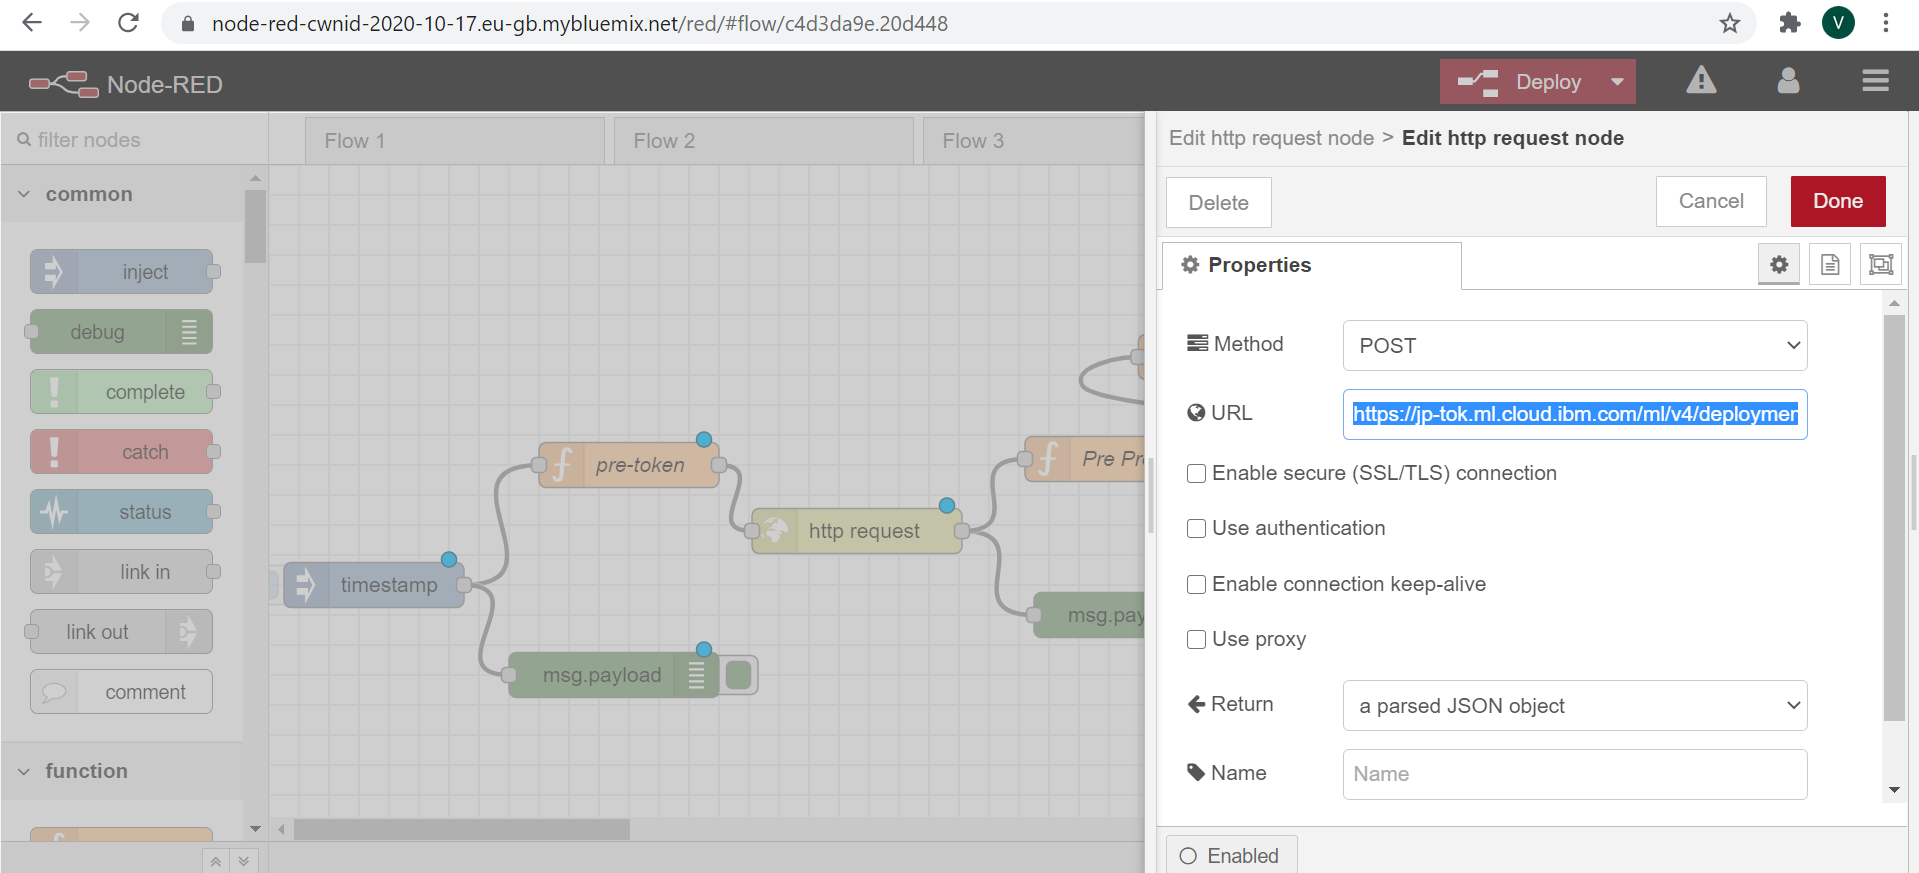 node-red-cwnid-2020-10-17.eu-gb.mybluemix.net/red/#flow/c4d3da9e.20d448
V
Node-RED
Deploy
filter nodes
Flow 1
Flow 2
Flow 3
Edit http request node > Edit http request node
Delete
Cancel
Done
common
inject
debug
complete
catch
status
link in
link out
comment
function
pre-token
Pre Pr
http request
timestamp
msg.pay
msg.payload
Properties
Method
POST
URL
https://jp-tok.ml.cloud.ibm.com/ml/v4/deploymen
Enable secure (SSL/TLS) connection
Use authentication
Enable connection keep-alive
Use proxy
Return
a parsed JSON object
Name
Name
Enabled